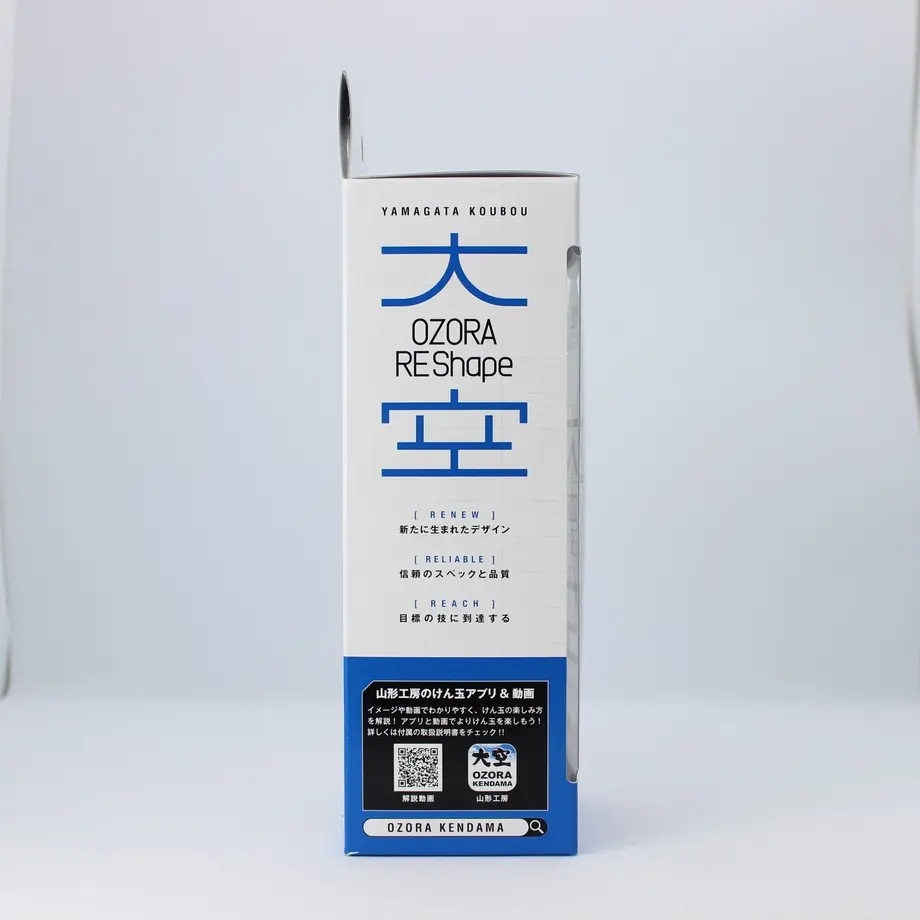 YAMAGATA KOUBOU
大
OZORA
REShape
空
[ RENEW ]
新たに生まれたデザイン
[ RELIABLE ]
信頼のスペックと品質
[ REACH ]
目標の技に到達する
山形工房のけん玉アプリ & 動画
イメージや動画でわかりやすく、けん玉の楽しみ方
を解説！アプリと動画でよりけん玉を楽しもう！
詳しくは付属の取扱説明書をチェック!!
大空
OZORA
KENDAMA
解説動画
山形工房
OZORA KENDAMA